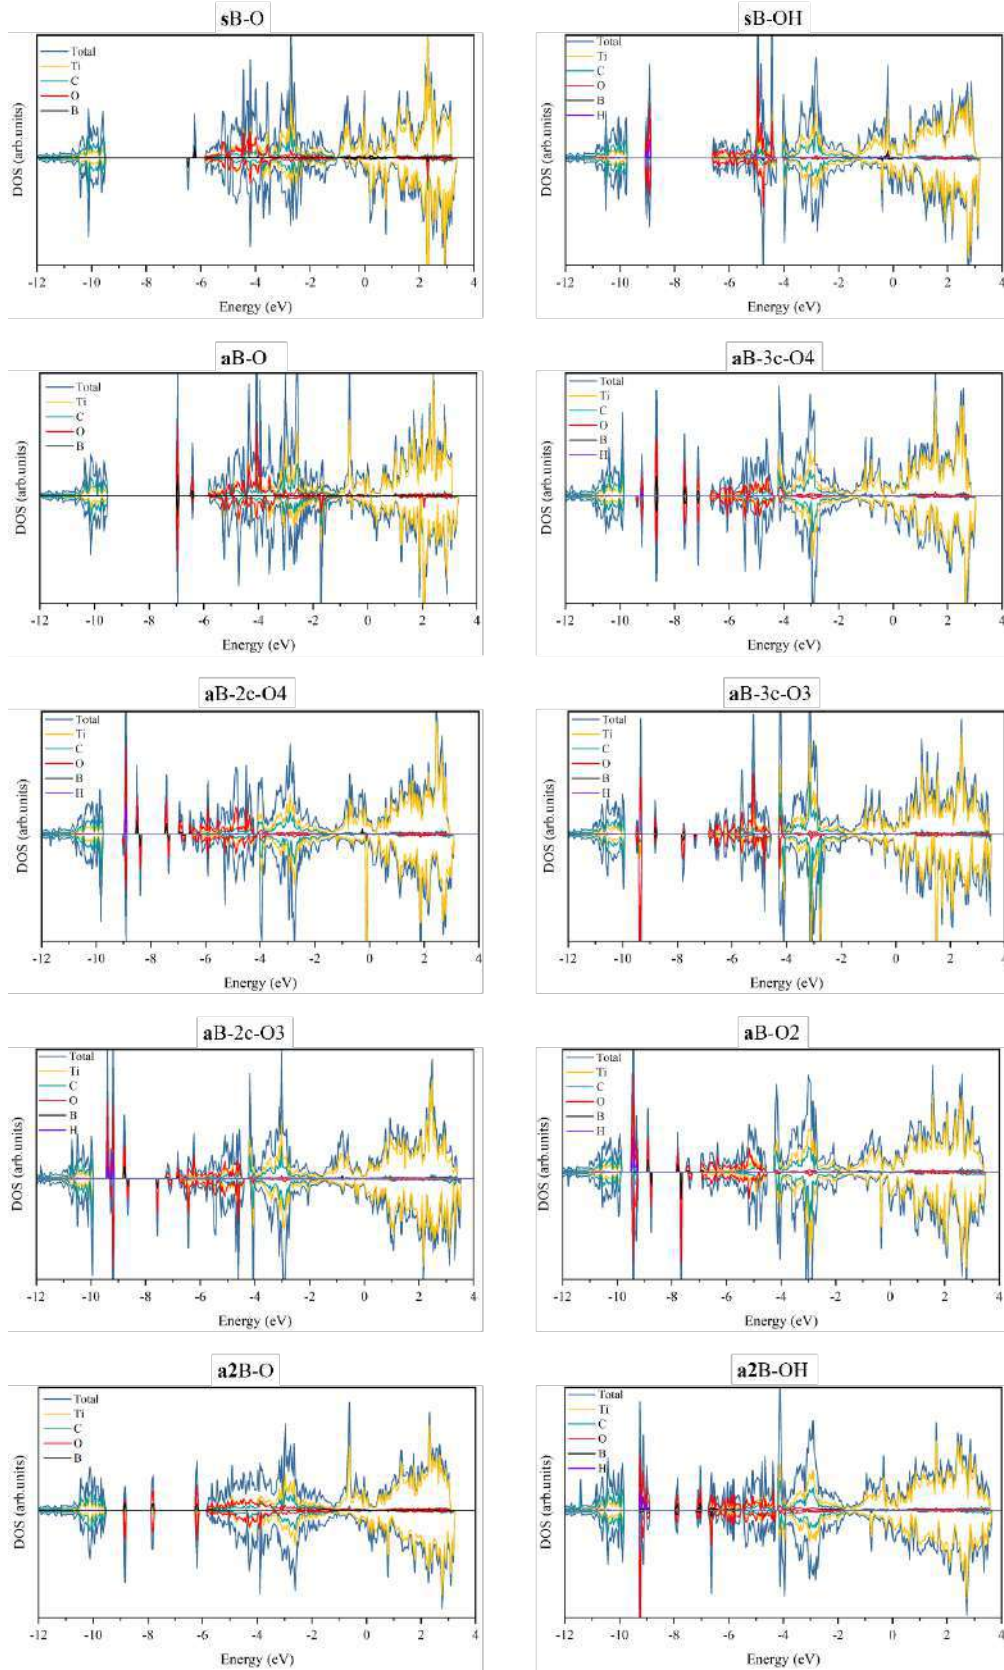 sB-O
Total
Ti
C
O
B
DOS (arb.units)
-12 -10 -8 -6 -4 -2 0 2 4
Energy (eV)
sB-OH
Total
Ti
C
O
B
H
DOS (arb.units)
-12 -10 -8 -6 -4 -2 0 2 4
Energy (eV)
aB-O
Total
Ti
C
O
B
DOS (arb.units)
-12 -10 -8 -6 -4 -2 0 2 4
Energy (eV)
aB-3c-O4
Total
Ti
C
O
B
H
DOS (arb.units)
-12 -10 -8 -6 -4 -2 0 2 4
Energy (eV)
aB-2c-O4
Total
Ti
C
O
B
H
DOS (arb.units)
-12 -10 -8 -6 -4 -2 0 2 4
Energy (eV)
aB-3c-O3
Total
Ti
C
O
B
H
DOS (arb.units)
-12 -10 -8 -6 -4 -2 0 2 4
Energy (eV)
aB-2c-O3
Total
Ti
C
O
B
H
DOS (arb.units)
-12 -10 -8 -6 -4 -2 0 2 4
Energy (eV)
aB-O2
Total
Ti
C
O
B
H
DOS (arb.units)
-12 -10 -8 -6 -4 -2 0 2 4
Energy (eV)
a2B-O
Total
Ti
C
O
B
DOS (arb.units)
-12 -10 -8 -6 -4 -2 0 2 4
Energy (eV)
a2B-OH
Total
Ti
C
O
B
H
DOS (arb.units)
-12 -10 -8 -6 -4 -2 0 2 4
Energy (eV)